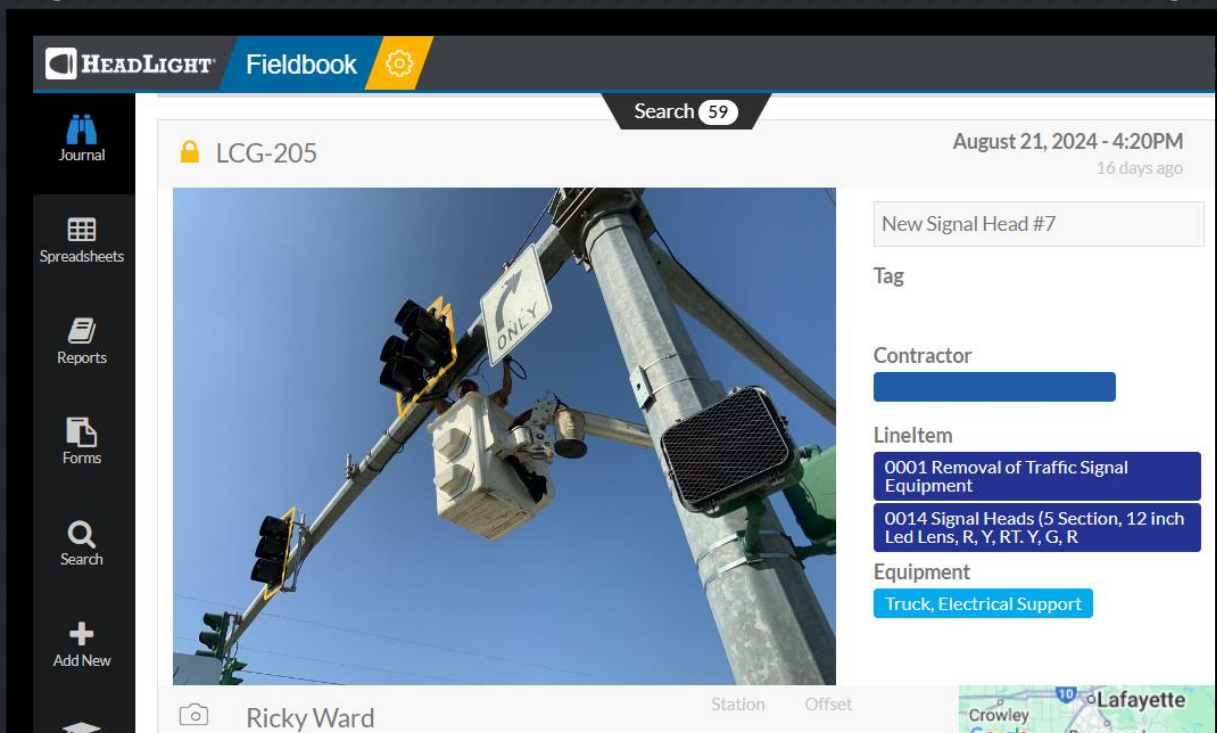 HEADLIGHT Fieldbook
Search 59
Journal
LCG-205
August 21, 2024 - 4:20PM
16 days ago
Spreadsheets
Reports
Forms
Search
Add New
ONLY
New Signal Head #7
Tag
Contractor
LineItem
0001 Removal of Traffic Signal
Equipment
0014 Signal Heads (5 Section, 12 inch
Led Lens, R, Y, RT. Y, G, R
Equipment
Truck, Electrical Support
Ricky Ward
Station Offset
10
Lafayette
Crowley